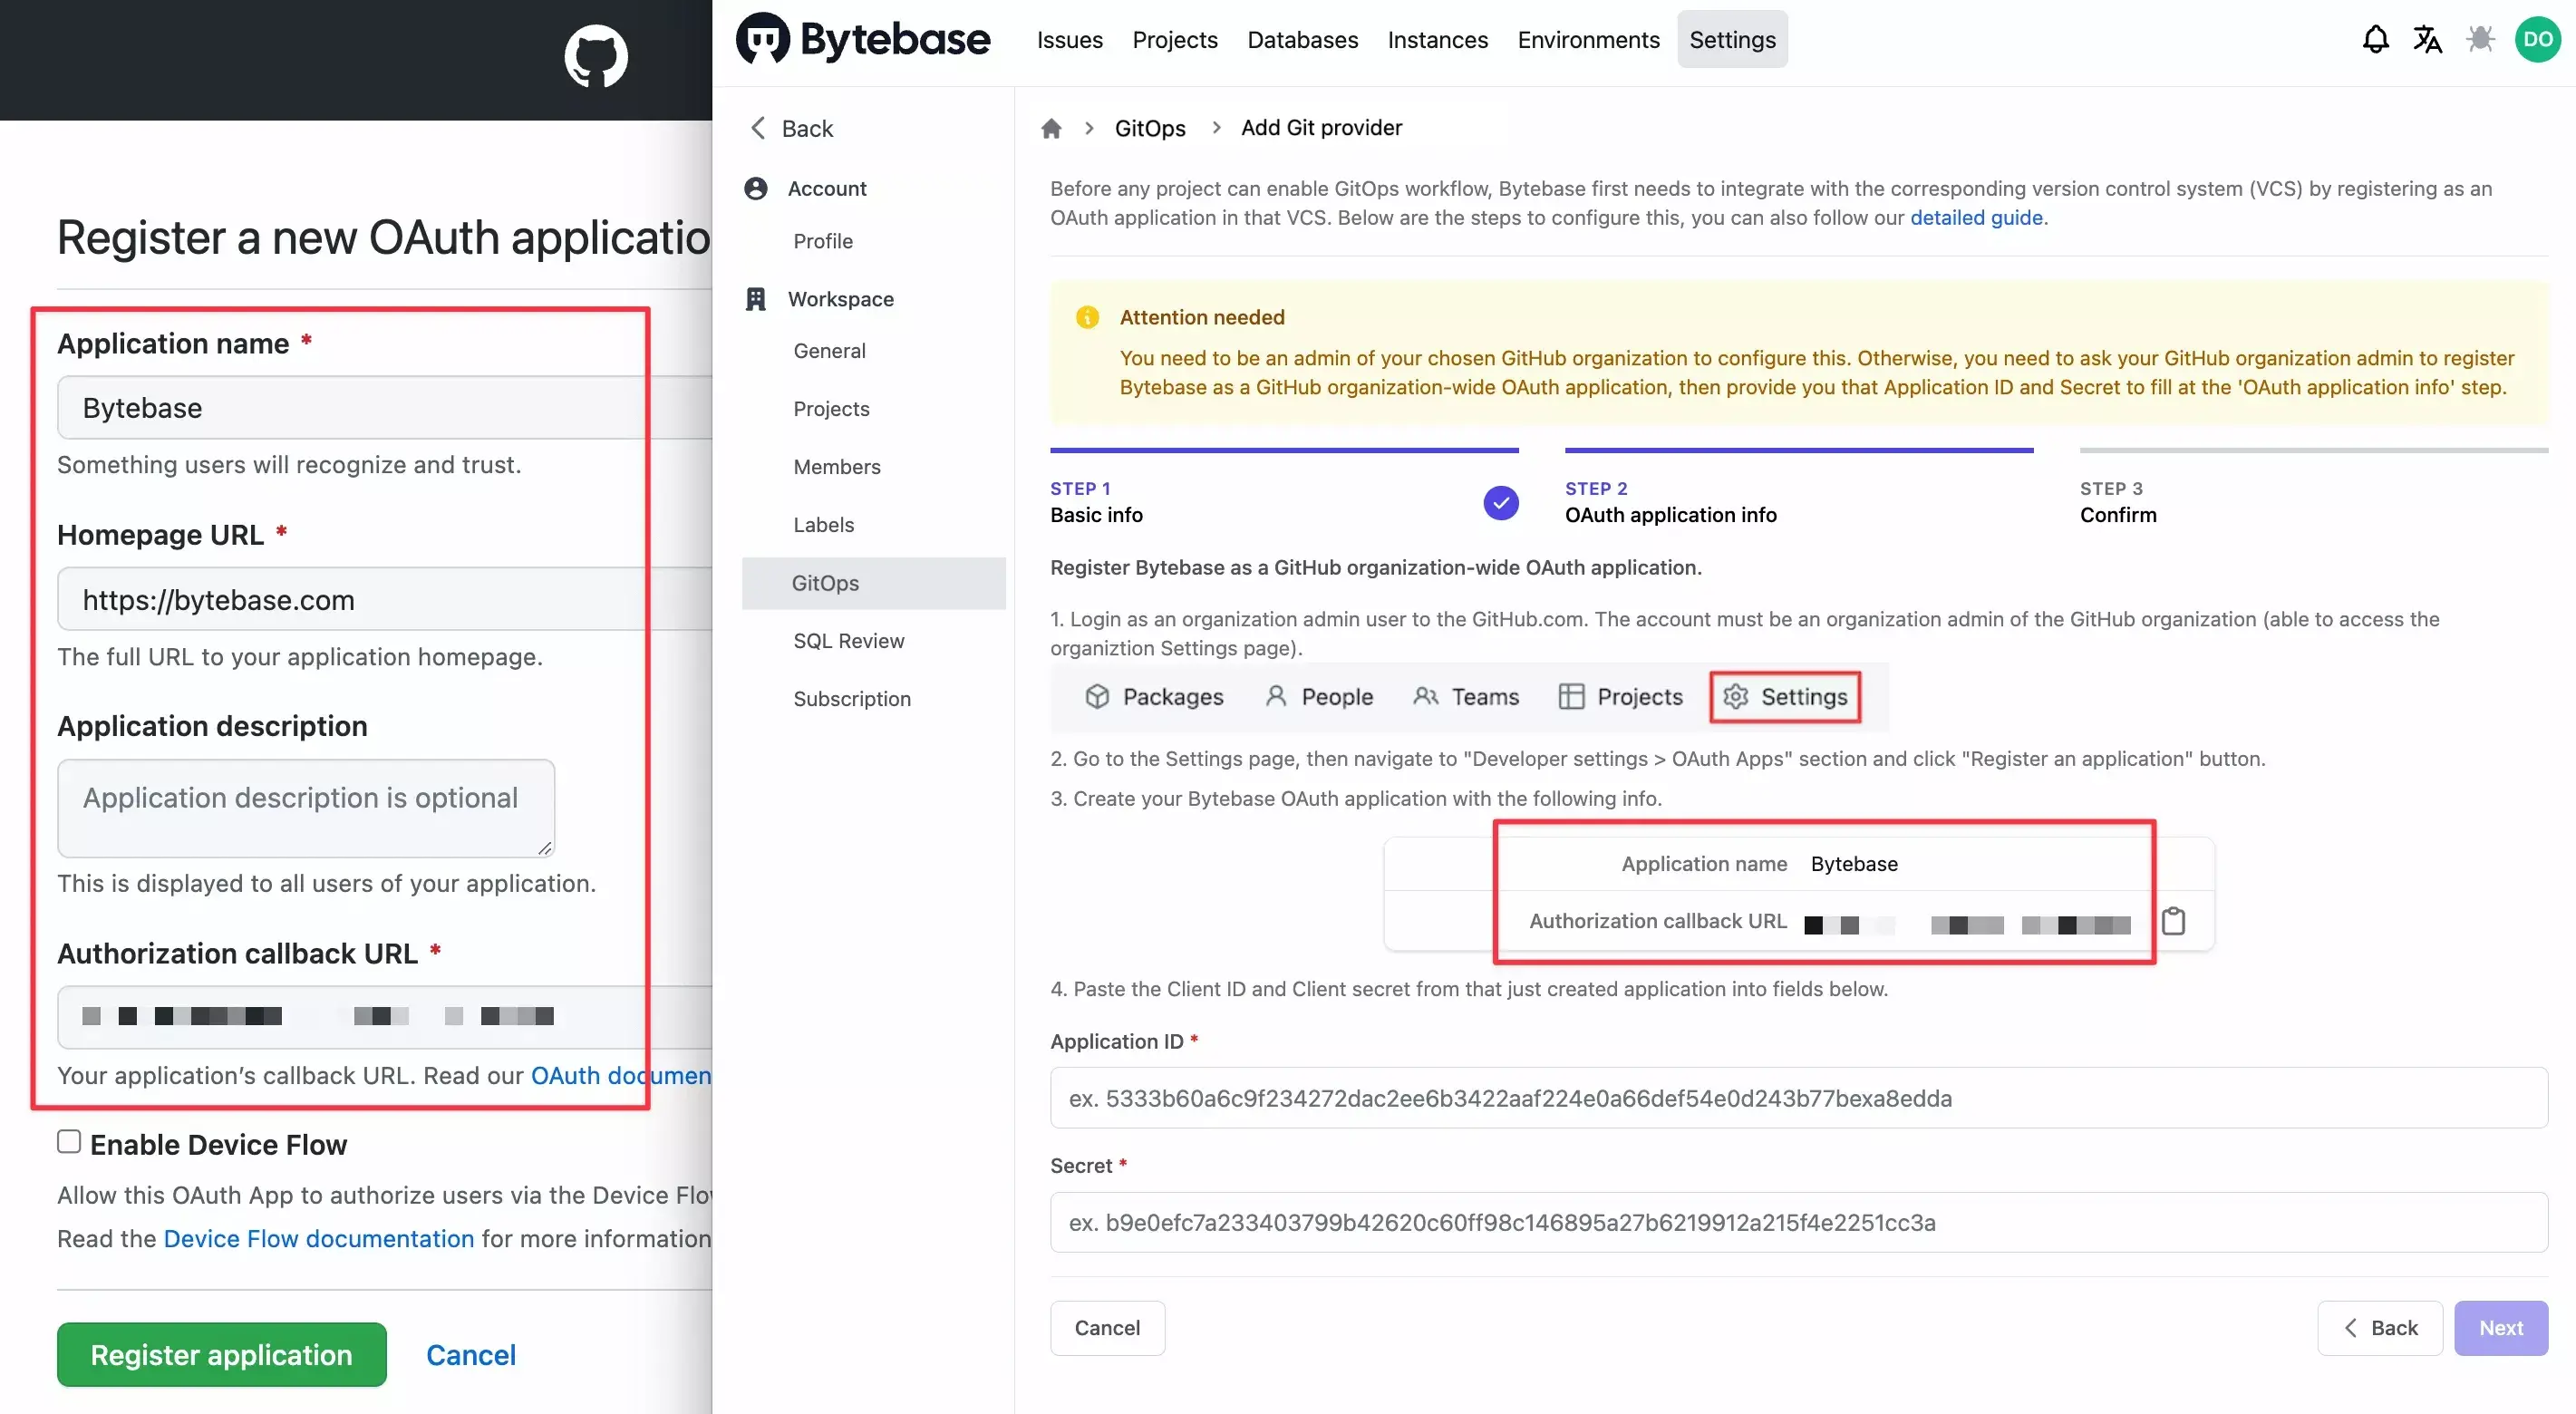 Register a new OAuth applicatio
Application name *
Bytebase
Something users will recognize and trust.
Homepage URL *
https://bytebase.com
The full URL to your application homepage.
Application description
Application description is optional
This is displayed to all users of your application.
Authorization callback URL *
Your application's callback URL. Read our OAuth documen
Enable Device Flow
Allow this OAuth App to authorize users via the Device Flo
Read the Device Flow documentation for more information
Register application
Cancel
Bytebase
Issues
Projects
Databases
Instances
Environments
Settings
DO
Back
Account
Profile
Workspace
General
Projects
Members
Labels
GitOps
SQL Review
Subscription
GitOps
Add Git provider
Before any project can enable GitOps workflow, Bytebase first needs to integrate with the corresponding version control system (VCS) by registering as an
OAuth application in that VCS. Below are the steps to configure this, you can also follow our detailed guide.
Attention needed
You need to be an admin of your chosen GitHub organization to configure this. Otherwise, you need to ask your GitHub organization admin to register
Bytebase as a GitHub organization-wide OAuth application, then provide you that Application ID and Secret to fill at the 'OAuth application info' step.
STEP 1
Basic info
STEP 2
OAuth application info
STEP 3
Confirm
Register Bytebase as a GitHub organization-wide OAuth application.
1. Login as an organization admin user to the GitHub.com. The account must be an organization admin of the GitHub organization (able to access the
organiztion Settings page).
Packages
People
Teams
Projects
Settings
2. Go to the Settings page, then navigate to "Developer settings > OAuth Apps" section and click "Register an application" button.
3. Create your Bytebase OAuth application with the following info.
Application name Bytebase
Authorization callback URL
4. Paste the Client ID and Client secret from that just created application into fields below.
Application ID *
ex. 5333b60a6c9f234272dac2ee6b3422aaf224e0a66def54e0d243b77bexa8edda
Secret *
ex. b9e0efc7a233403799b42620c60ff98c146895a27b6219912a215f4e2251cc3a
Cancel
Back
Next